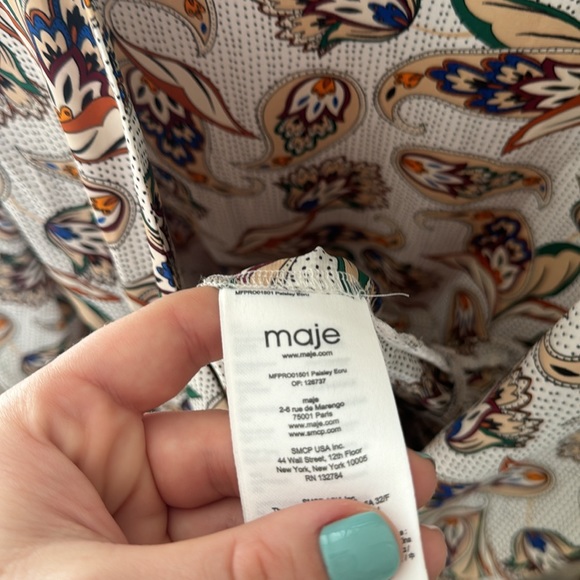 MFPRO01501 Paisley Ecru
maje
www.maje.com
MFPRO01501 Paisley Ecru
OP: 128737
maje
2-6 rue de Marengo
75001 Paris
www.maje.com
www.smcp.com
SMCP USA Inc.
44 Wall Street, 12th Floor
New York, New York 10005
RN 132784